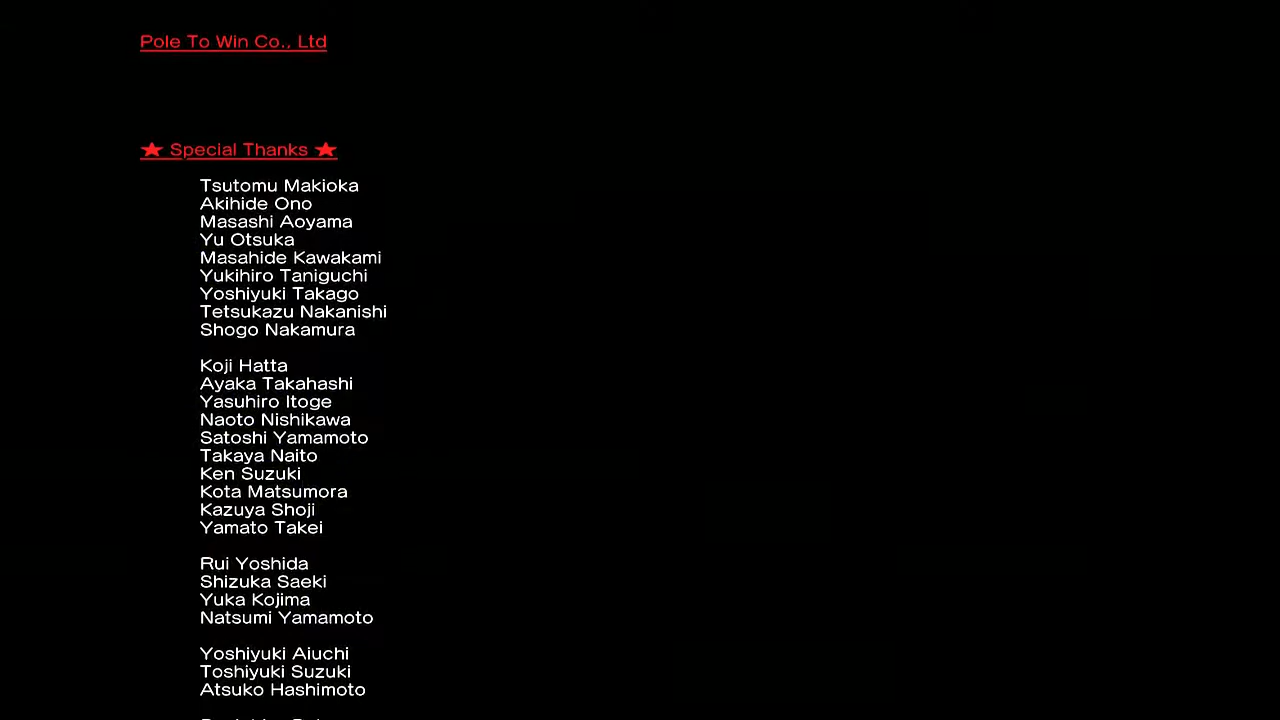 Pole To Win Co., Ltd
★ Special Thanks ★
Tsutomu Makioka
Akihide Ono
Masashi Aoyama
Yu Otsuka
Masahide Kawakami
Yukihiro Taniguchi
Yoshiyuki Takago
Tetsukazu Nakanishi
Shogo Nakamura
Koji Hatta
Ayaka Takahashi
Yasuhiro Itoge
Naoto Nishikawa
Satoshi Yamamoto
Takaya Naito
Ken Suzuki
Kota Matsumora
Kazuya Shoji
Yamato Takei
Rui Yoshida
Shizuka Saeki
Yuka Kojima
Natsumi Yamamoto
Yoshiyuki Aiuchi
Toshiyuki Suzuki
Atsuko Hashimoto